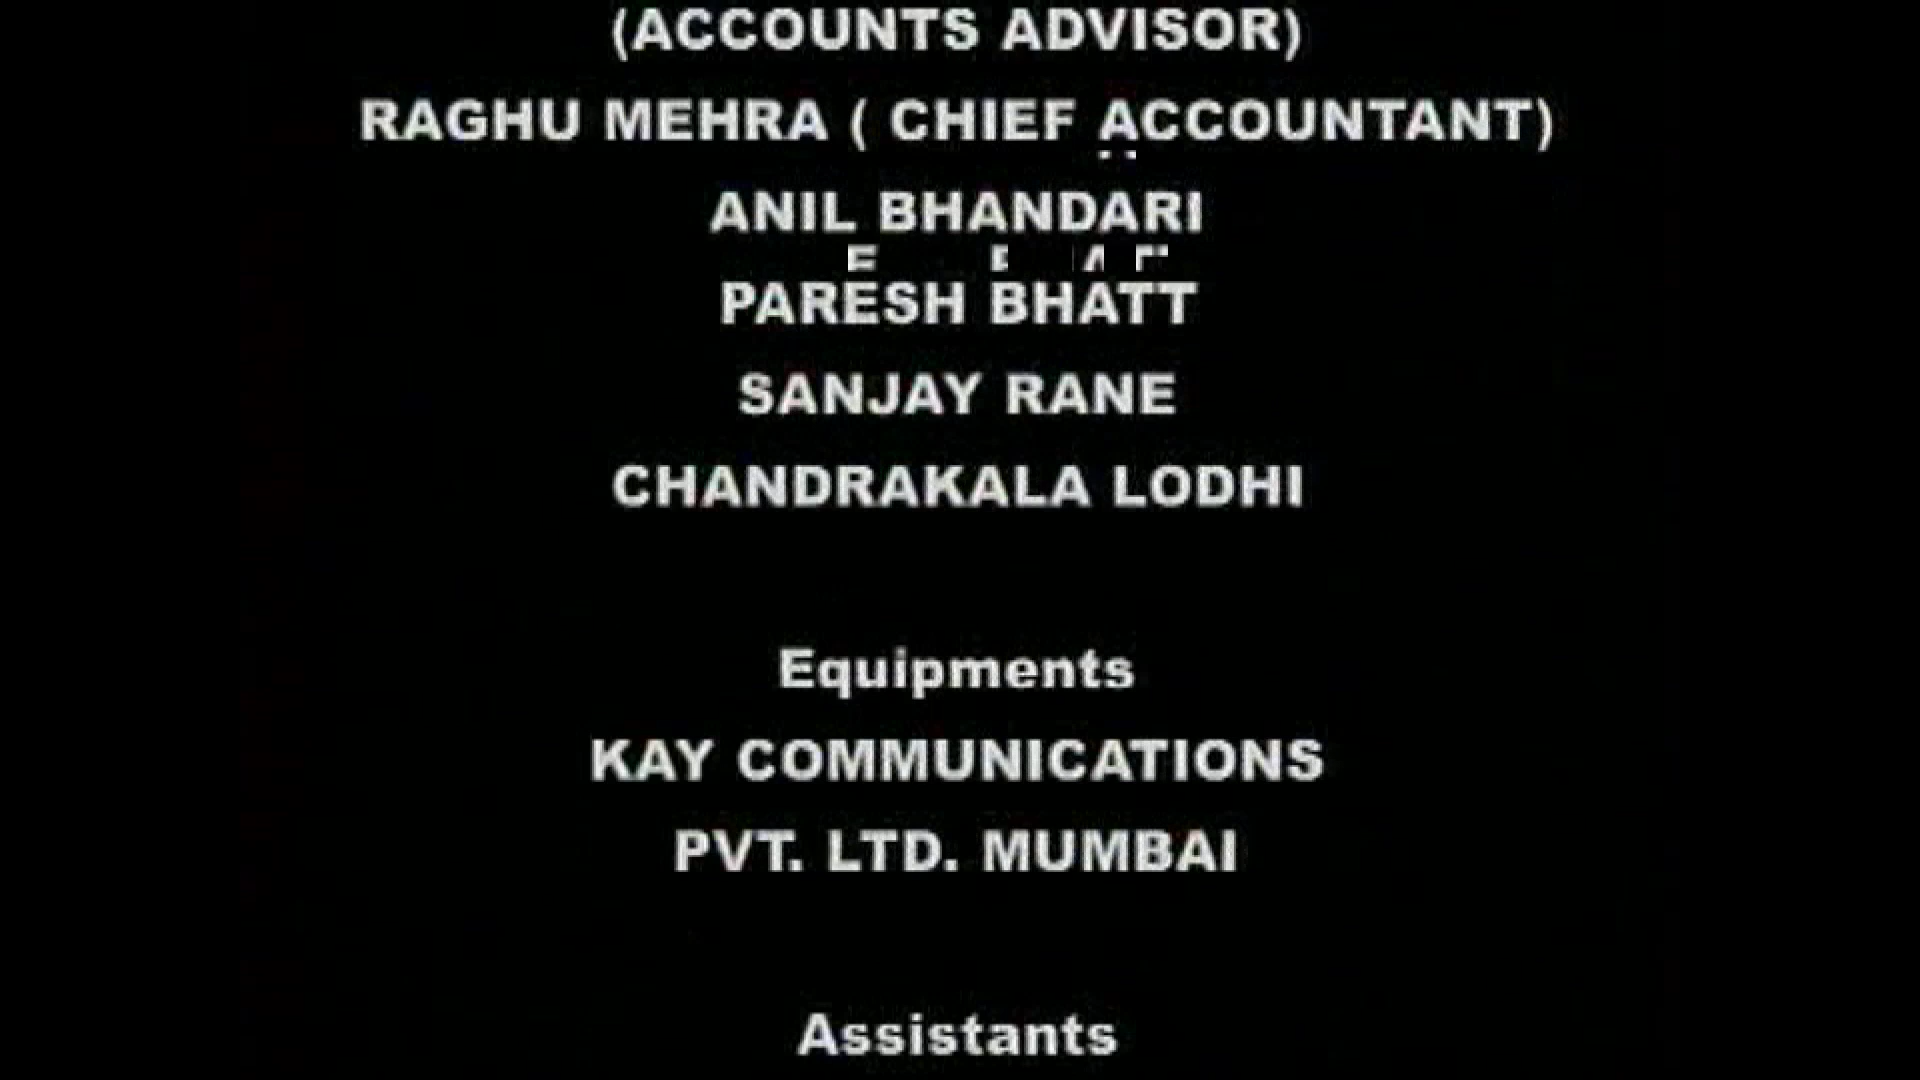 (ACCOUNTS ADVISOR)
RAGHU MEHRA ( CHIEF ACCOUNTANT)
ANIL BHANDARI
PARESH BHATT
SANJAY RANE
CHANDRAKALA LODHI
Equipments
KAY COMMUNICATIONS
PVT. LTD. MUMBAI
Assistants